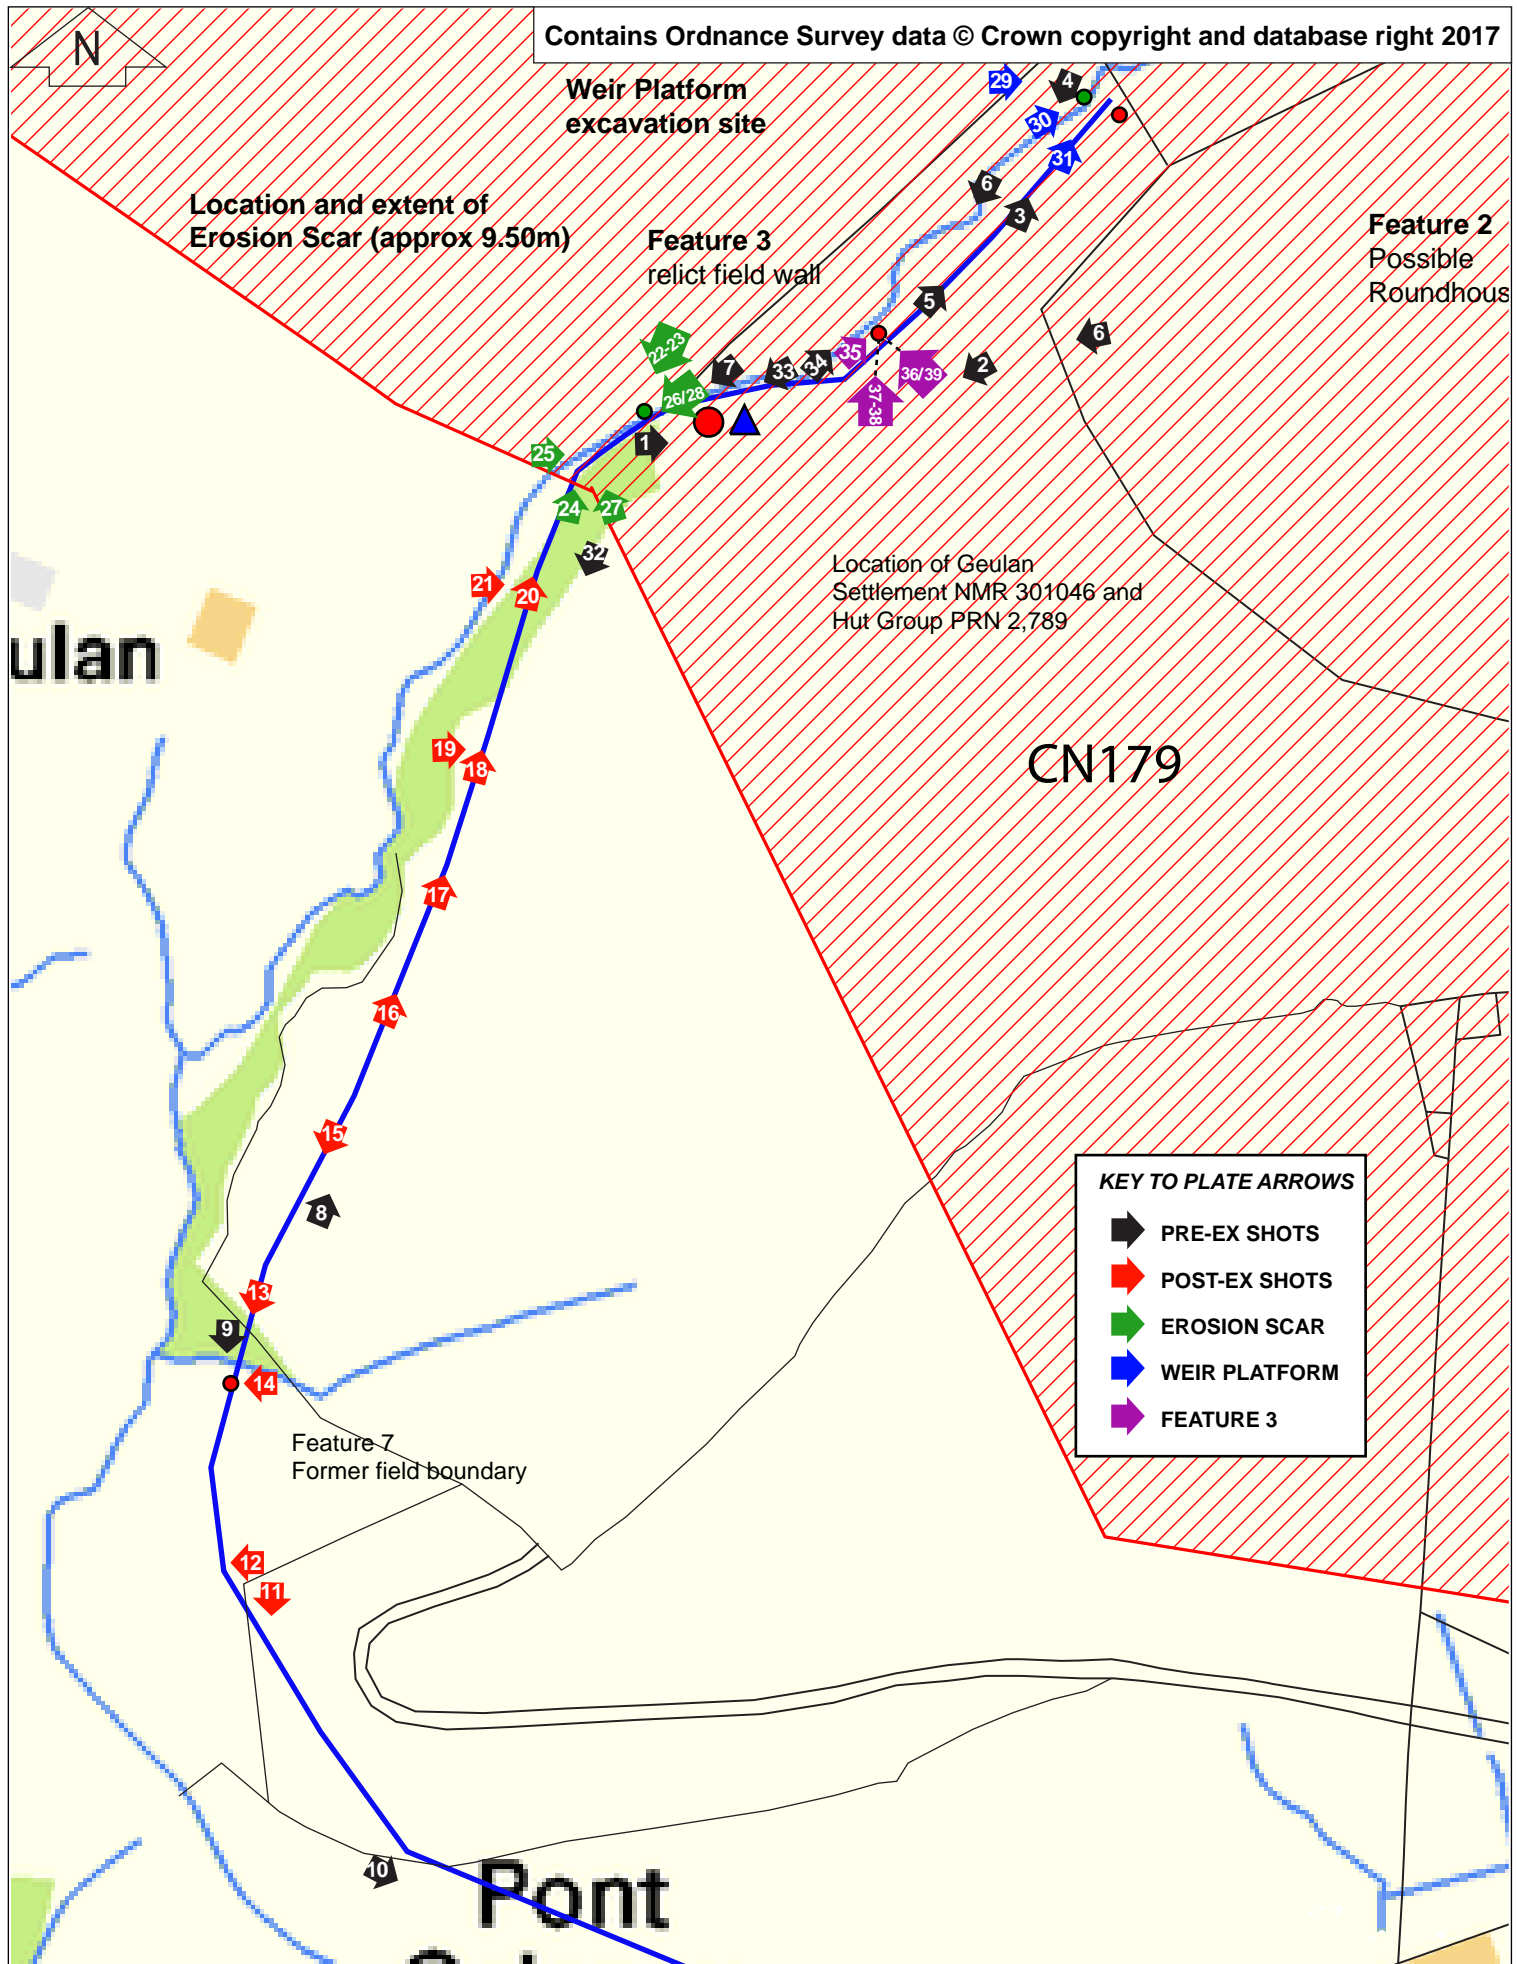 N
Contains Ordnance Survey data © Crown copyright and database right 2017
Weir Platform
excavation site
29
4
30
31
6
3
Location and extent of
Erosion Scar (approx 9.50m)
Feature 3
relict field wall
Feature 2
Possible
Roundhous
5
6
22-23
7
33
34
35
36/39
2
26/28
37-38
1
25
24
27
32
21
20
Location of Geulan
Settlement NMR 301046 and
Hut Group PRN 2,789
ulan
19
18
CN179
17
16
15
8
KEY TO PLATE ARROWS
PRE-EX SHOTS
POST-EX SHOTS
EROSION SCAR
WEIR PLATFORM
FEATURE 3
13
9
14
Feature 7
Former field boundary
12
11
10
Pont